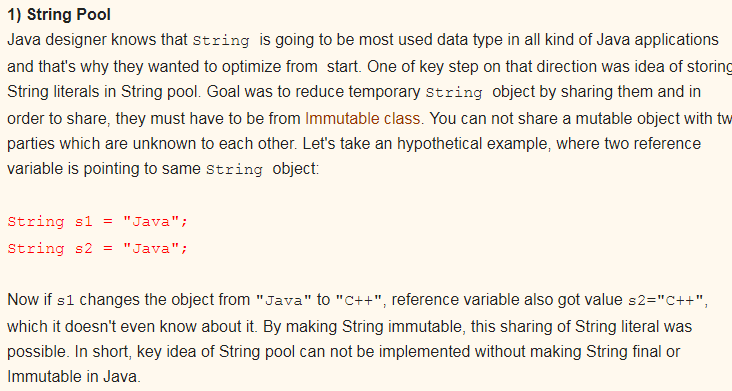 1) String Pool
Java designer knows that String is going to be most used data type in all kind of Java applications
and that's why they wanted to optimize from start. One of key step on that direction was idea of storing
String literals in String pool. Goal was to reduce temporary String object by sharing them and in
order to share, they must have to be from Immutable class. You can not share a mutable object with tw
parties which are unknown to each other. Let's take an hypothetical example, where two reference
variable is pointing to same String object:
String s1 = "Java";
String s2 = "Java";
Now if s1 changes the object from "Java" to "C++", reference variable also got value s2="C++",
which it doesn't even know about it. By making String immutable, this sharing of String literal was
possible. In short, key idea of String pool can not be implemented without making String final or
Immutable in Java.